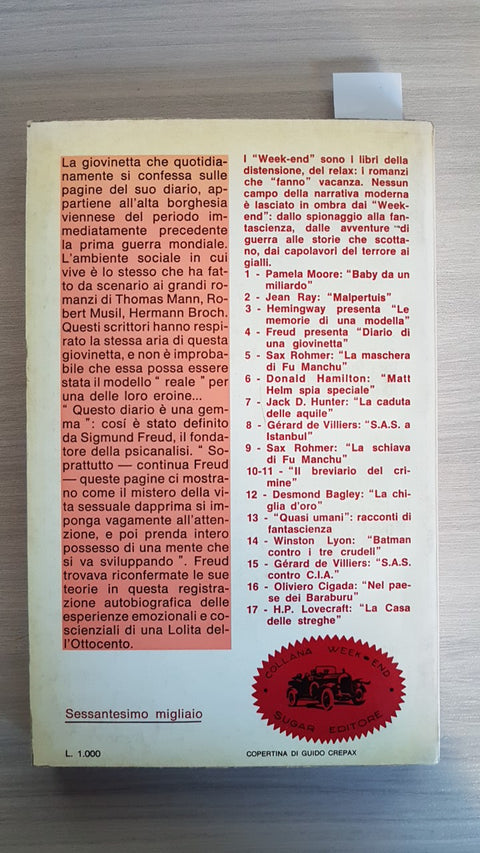 La giovinetta che quotidia-
namente si confessa sulle
pagine del suo diario, ap-
partiene all'alta borghesia
viennese del periodo im-
mediatamente precedente
la prima guerra mondiale.
L'ambiente sociale in cui
vive è lo stesso che ha fat-
to da scenario ai grandi ro-
manzi di Thomas Mann, Ro-
bert Musil, Hermann Broch.
Questi scrittori hanno respi-
rato la stessa aria di questa
giovinetta, e non è improba-
bile che essa possa essere
stata il modello " reale " per
una delle loro eroine...
" Questo diario è una gem-
ma ": cosí è stato definito
da Sigmund Freud, il fonda-
tore della psicanalisi. " So-
prattutto — continua Freud
— queste pagine ci mostra-
no come il mistero della vi-
ta sessuale dapprima si im-
ponga vagamente all'atten-
zione, e poi prenda intero
possesso di una mente che
si va sviluppando ". Freud
trovava riconfermate le sue
teorie in questa registra-
zione autobiografica delle
esperienze emozionali e co-
scienziali di una Lolita del-
l'Ottocento.
Sessantesimo migliaio
L. 1.000
I "Week-end" sono i libri della
distensione, del relax: i romanzi
che "fanno" vacanza. Nessun
campo della narrativa moderna
è lasciato in ombra dai "Week-
end": dallo spionaggio alla fan-
tascienza, dalle avventure di
guerra alle storie che scotta-
no, dai capolavori del terrore ai
gialli.
1 - Pamela Moore: "Baby da un
miliardo"
2 - Jean Ray: "Malpertuis"
3 - Hemingway presenta "Le
memorie di una modella"
4 - Freud presenta "Diario di
una giovinetta"
5 - Sax Rohmer: "La maschera
di Fu Manchu"
6 - Donald Hamilton: "Matt
Helm spia speciale"
7 - Jack D. Hunter: "La caduta
delle aquile"
8 - Gérard de Villiers: "S.A.S. a
Istanbul"
9 - Sax Rohmer: "La schiava
di Fu Manchu"
10-11 - "Il breviario del cri-
mine"
12 - Desmond Bagley: "La chi-
glia d'oro"
13 - "Quasi umani": racconti di
fantascienza
14 - Winston Lyon: "Batman
contro i tre crudeli"
15 - Gérard de Villiers: "S.A.S.
contro C.I.A."
16 - Oliviero Cigada: "Nel pae-
se dei Baraburu"
17 - H.P. Lovecraft: "La Casa
delle streghe"
COLLANA WEEK-END
SUGAR EDITORE
COPERTINA DI GUIDO CREPAX